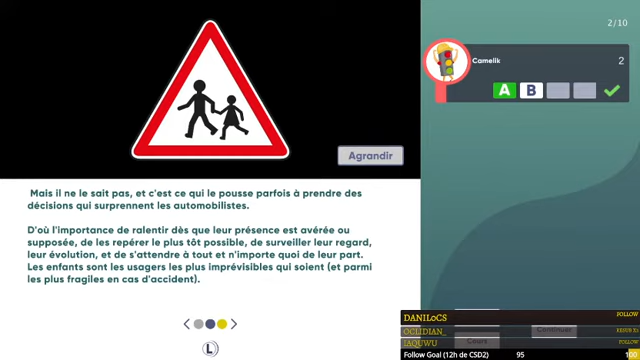 2/10
Camelik
2
A B
Agrandir
Mais il ne le sait pas, et c'est ce qui le pousse parfois à prendre des
décisions qui surprennent les automobilistes.
D'où l'importance de ralentir dès que leur présence est avérée ou
supposée, de les repérer le plus tôt possible, de surveiller leur regard,
leur évolution, et de s'attendre à tout et n'importe quoi de leur part.
Les enfants sont les usagers les plus imprévisibles qui soient (et parmi
les plus fragiles en cas d'accident).
L
DANILoCS FOLLOW
OCLIDIAN_
Continuer
IAQUWU FOLLOW
Cours
Follow Goal (12h de CSD2) 95 100